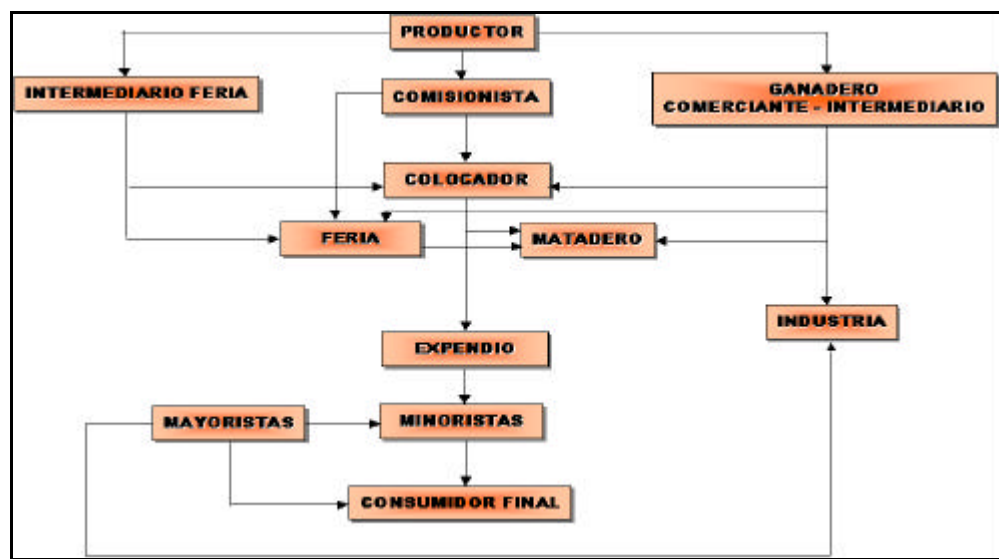 PRODUCTOR
INTERMEDIARIO FERIA
COMISIONISTA
GANADERO
COMERCIANTE - INTERMEDIARIO
COLOCADOR
FERIA
MATADERO
INDUSTRIA
EXPENDIO
MAYORISTAS
MINORISTAS
CONSUMIDOR FINAL